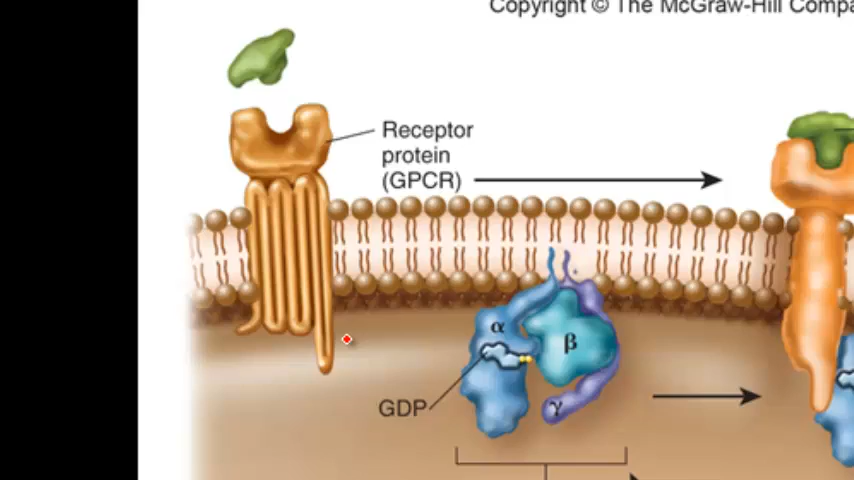 Copyright © The McGraw-Hill
Receptor
protein
(GPCR)
α
β
GDP
γ